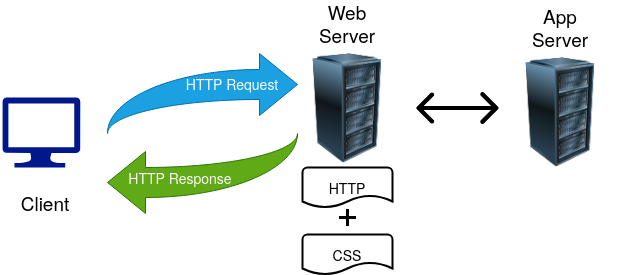 Web
Server
App
Server
HTTP Request
HTTP Response
Client
HTTP
+
CSS